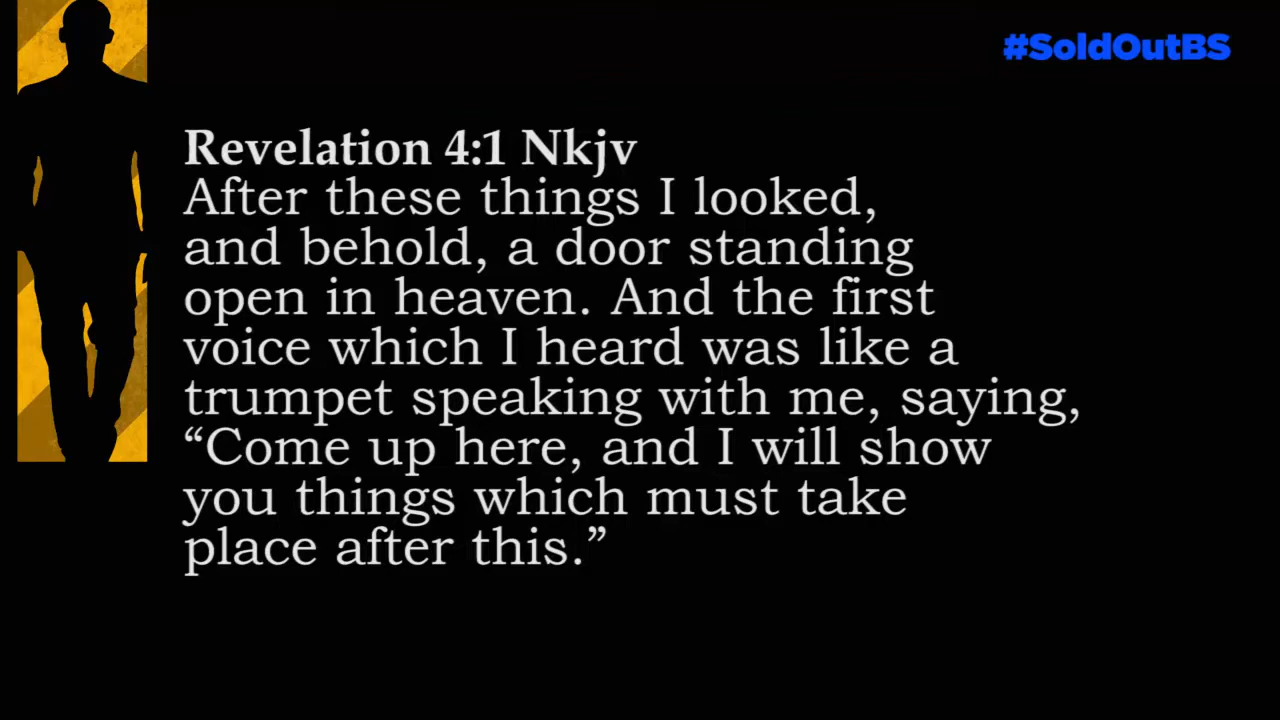 #SoldOutBS
Revelation 4:1 Nkjv
After these things I looked,
and behold, a door standing
open in heaven. And the first
voice which I heard was like a
trumpet speaking with me, saying,
“Come up here, and I will show
you things which must take
place after this.”